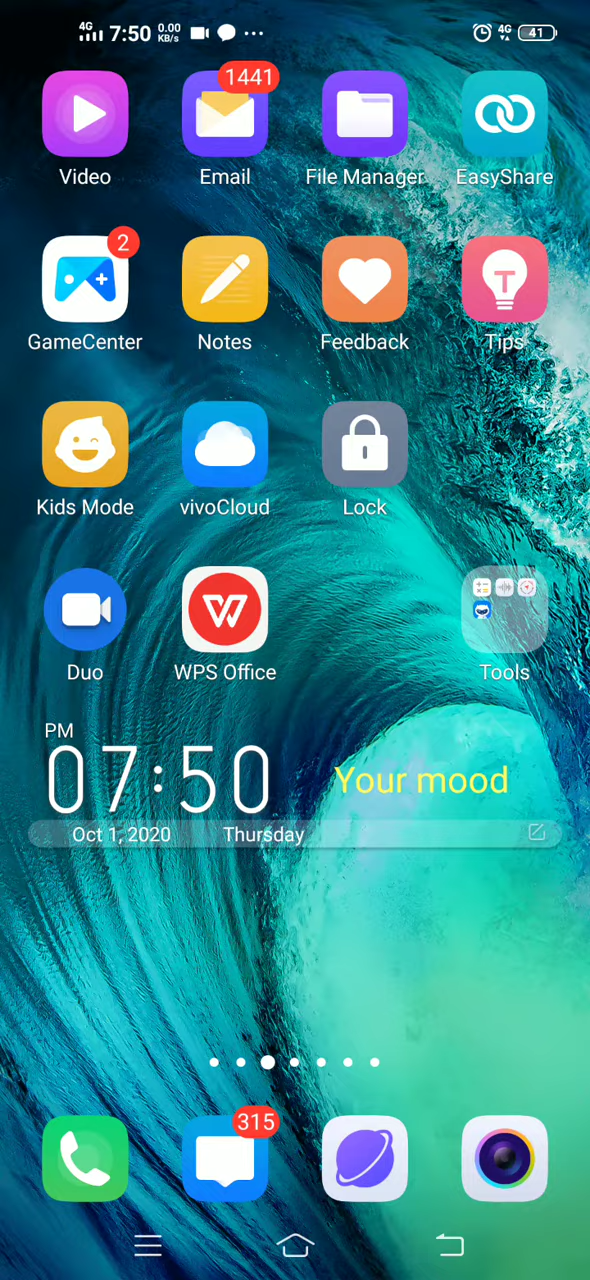 4G 7:50 0.00 KB/s 4G 41
1441
Video Email File Manager EasyShare
2
GameCenter Notes Feedback Tips
Kids Mode vivoCloud Lock
Duo WPS Office Tools
PM
07:50 Your mood
Oct 1, 2020 Thursday
315